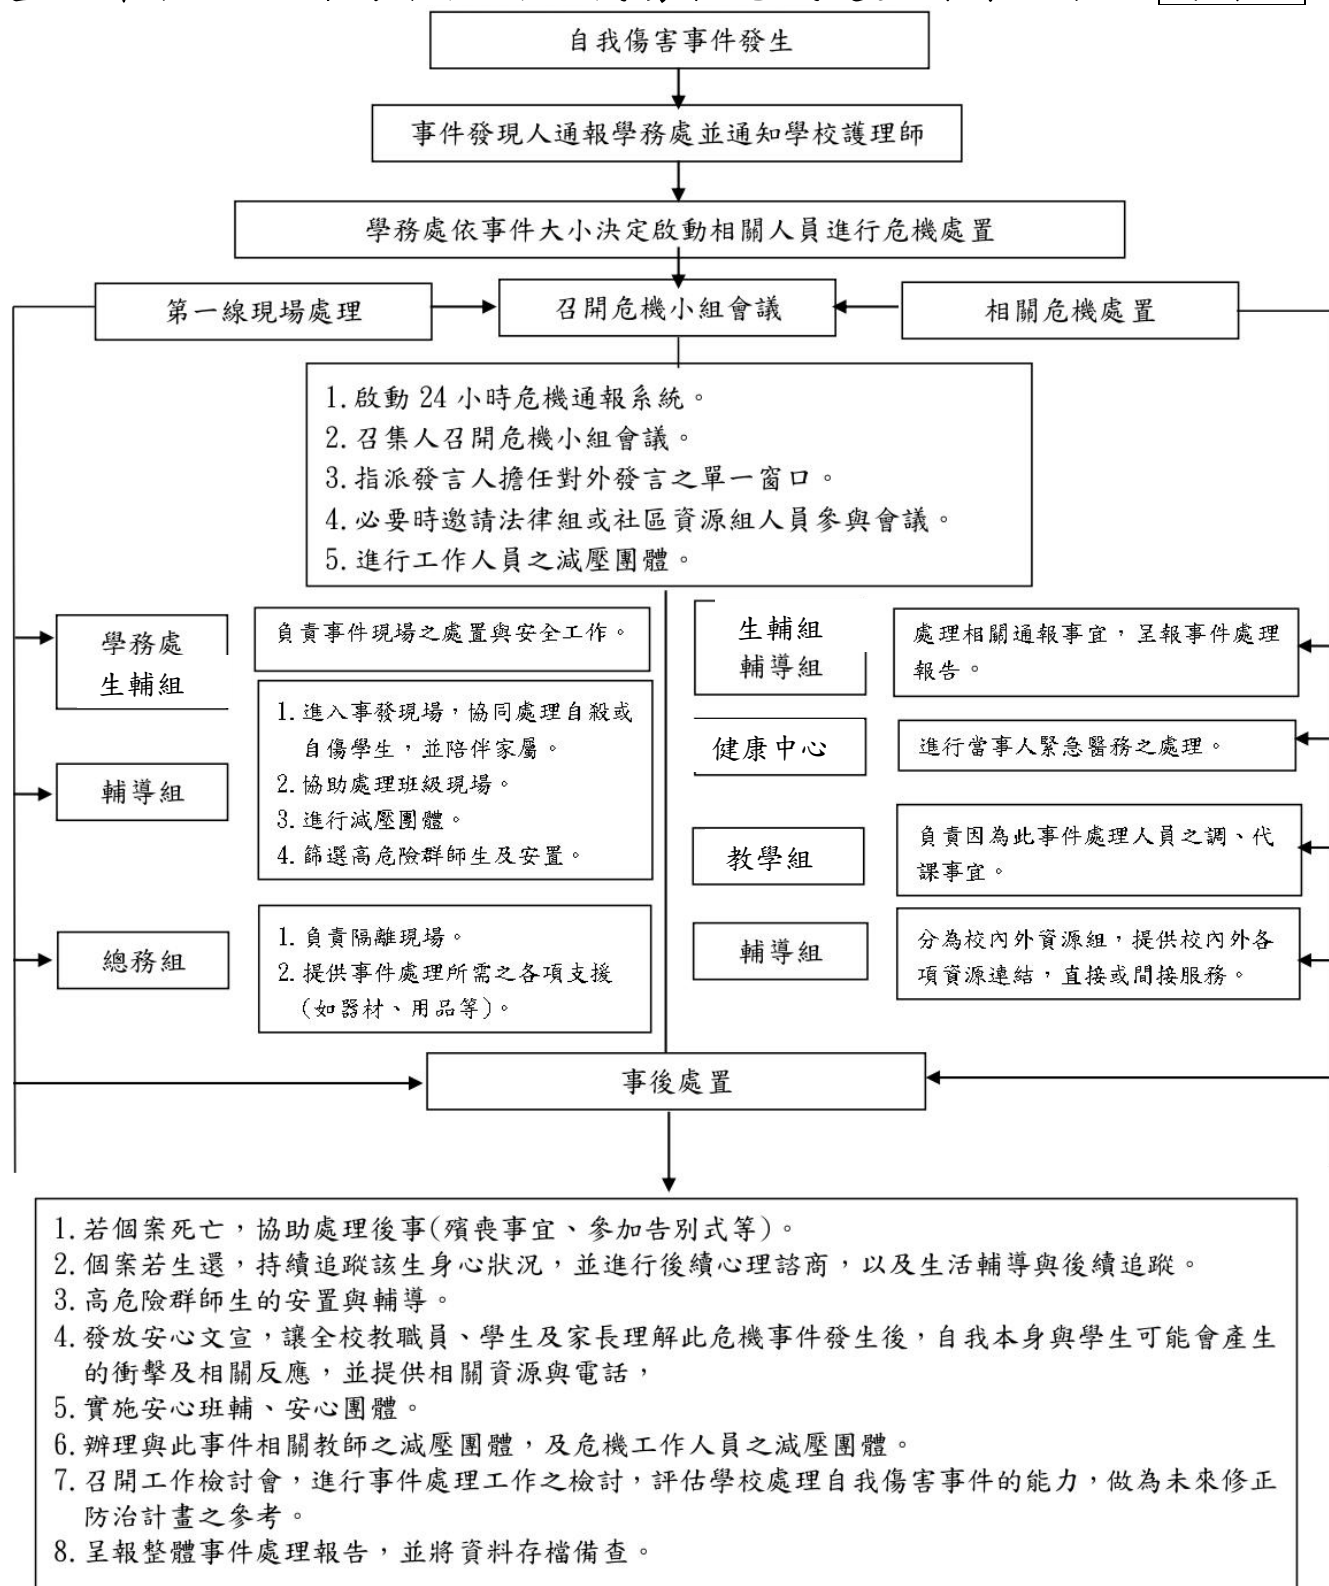 自我傷害事件發生
事件發現人通報學務處並通知學校護理師
學務處依事件大小決定啟動相關人員進行危機處置
第一線現場處理
召開危機小組會議
相關危機處置
1.啟動 24 小時危機通報系統。
2.召集人召開危機小組會議。
3.指派發言人擔任對外發言之單一窗口。
4.必要時邀請法律組或社區資源組人員參與會議。
5.進行工作人員之減壓團體。
學務處
生輔組
負責事件現場之處置與安全工作。
輔導組
1.進入事發現場，協同處理自殺或
自傷學生，並陪伴家屬。
2.協助處理班級現場。
3.進行減壓團體。
4.篩選高危險群師生及安置。
總務組
1.負責隔離現場。
2.提供事件處理所需之各項支援
(如器材、用品等)。
生輔組
輔導組
處理相關通報事宜，呈報事件處理
報告。
健康中心
進行當事人緊急醫務之處理。
教學組
負責因為此事件處理人員之調、代
課事宜。
輔導組
分為校內外資源組，提供校內外各
項資源連結，直接或間接服務。
事後處置
1.若個案死亡，協助處理後事(殯喪事宜、參加告別式等)。
2.個案若生還，持續追蹤該生身心狀況，並進行後續心理諮商，以及生活輔導與後續追蹤。
3.高危險群師生的安置與輔導。
4.發放安心文宣，讓全校教職員、學生及家長理解此危機事件發生後，自我本身與學生可能會產生
的衝擊及相關反應，並提供相關資源與電話，
5.實施安心班輔、安心團體。
6.辦理與此事件相關教師之減壓團體，及危機工作人員之減壓團體。
7.召開工作檢討會，進行事件處理工作之檢討，評估學校處理自我傷害事件的能力，做為未來修正
防治計畫之參考。
8.呈報整體事件處理報告，並將資料存檔備查。